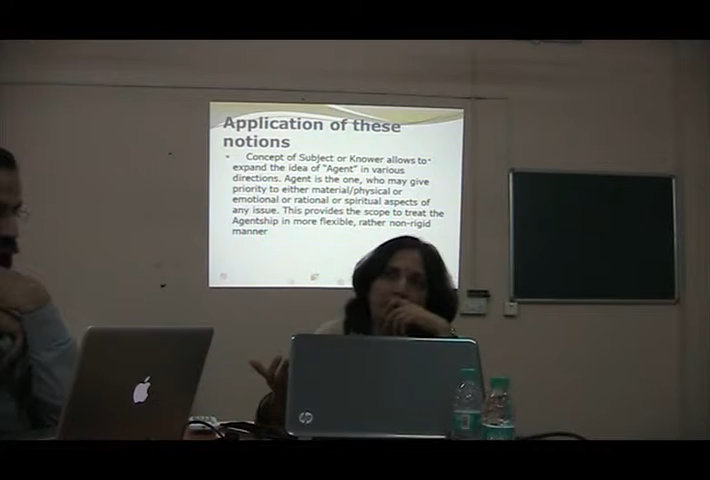 Application of these
notions
Concept of Subject or Knower allows to
expand the idea of "Agent" in various
directions. Agent is the one, who may give
priority to either material/physical or
emotional or rational or spiritual aspects of
any issue. This provides the scope to treat the
Agentship in more flexible, rather non-rigid
manner
hp